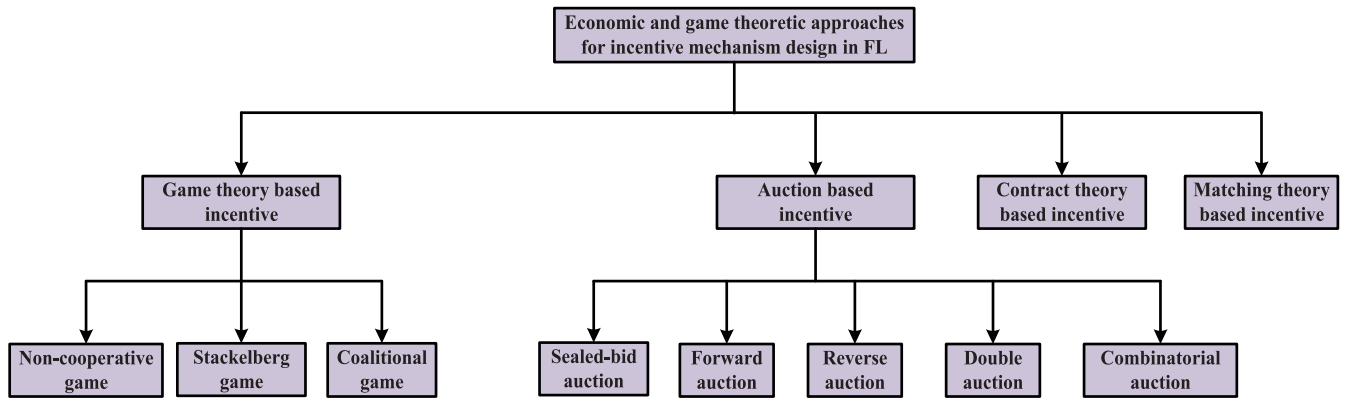 Economic and game theoretic approaches
for incentive mechanism design in FL
Game theory based
incentive
Auction based
incentive
Contract theory
based incentive
Matching theory
based incentive
Non-cooperative
game
Stackelberg
game
Coalitional
game
Sealed-bid
auction
Forward
auction
Reverse
auction
Double
auction
Combinatorial
auction